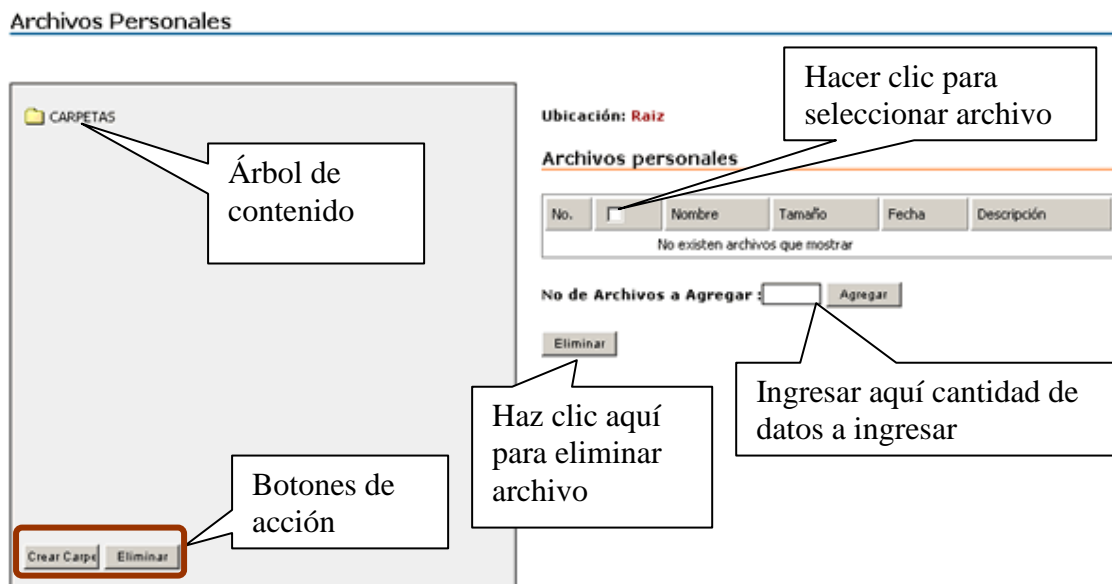 Archivos Personales
CARPETAS
Árbol de
contenido
Botones de
acción
Crear Carpe Eliminar
Hacer clic para
seleccionar archivo
Ubicación: Raiz
Archivos personales
No. Nombre Tamaño Fecha Descripción
No existen archivos que mostrar
No de Archivos a Agregar : Agregar
Eliminar
Haz clic aquí
para eliminar
archivo
Ingresar aquí cantidad de
datos a ingresar